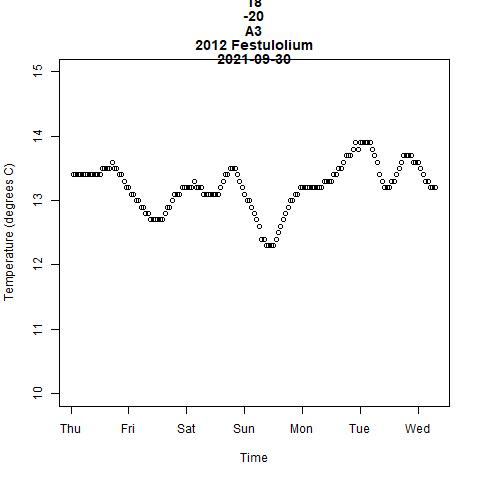 18
-20
A3
2012 Festulolium
2021-09-30
Temperature (degrees C)
15
14
13
12
11
10
Thu Fri Sat Sun Mon Tue Wed
Time